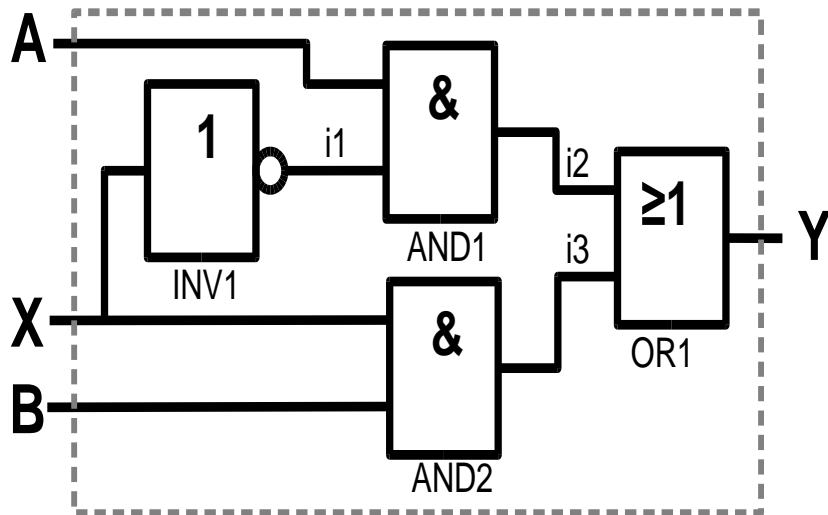 A
&
1
i1
i2
≥1
AND1
Y
i3
INV1
X
&
OR1
B
AND2